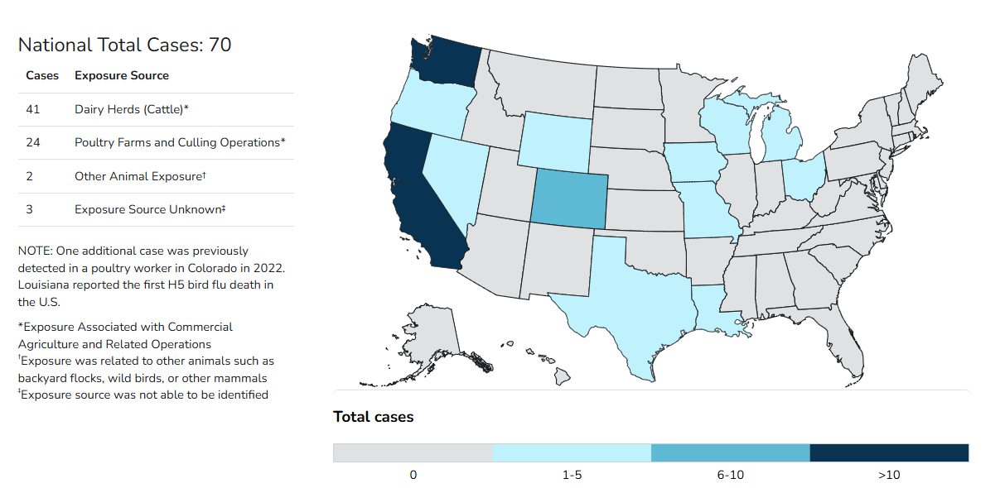 National Total Cases: 70
Cases Exposure Source
41 Dairy Herds (Cattle)*
24 Poultry Farms and Culling Operations*
2 Other Animal Exposure†
3 Exposure Source Unknown‡
NOTE: One additional case was previously
detected in a poultry worker in Colorado in 2022.
Louisiana reported the first H5 bird flu death in
the U.S.
*Exposure Associated with Commercial
Agriculture and Related Operations
†Exposure was related to other animals such as
backyard flocks, wild birds, or other mammals
‡Exposure source was not able to be identified
Total cases
0 1-5 6-10 >10